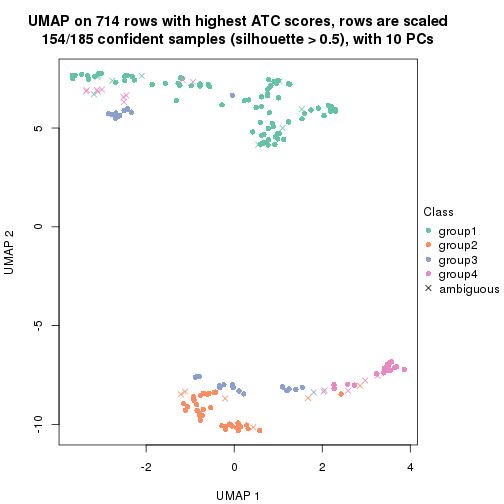 UMAP on 714 rows with highest ATC scores, rows are scaled
154/185 confident samples (silhouette > 0.5), with 10 PCs
5
0
-5
-10
UMAP 2
-2
0
2
4
UMAP 1
Class
group1
group2
group3
group4
ambiguous